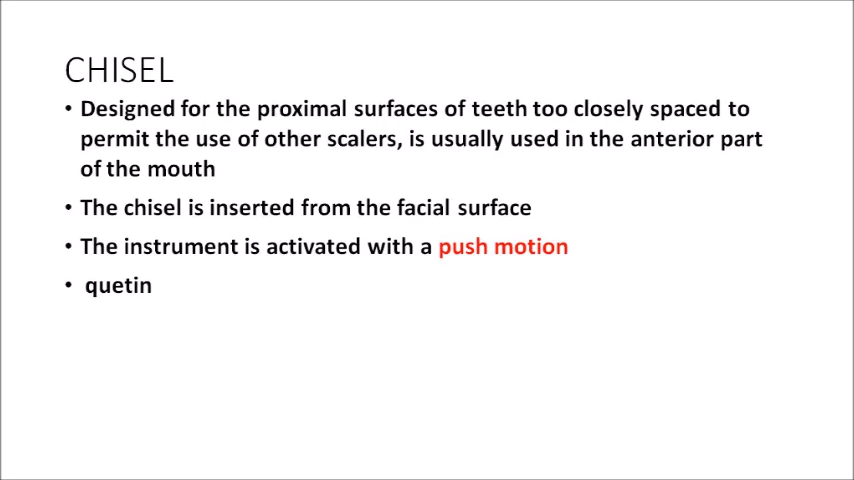 CHISEL
• Designed for the proximal surfaces of teeth too closely spaced to
permit the use of other scalers, is usually used in the anterior part
of the mouth
• The chisel is inserted from the facial surface
• The instrument is activated with a push motion
• quetin